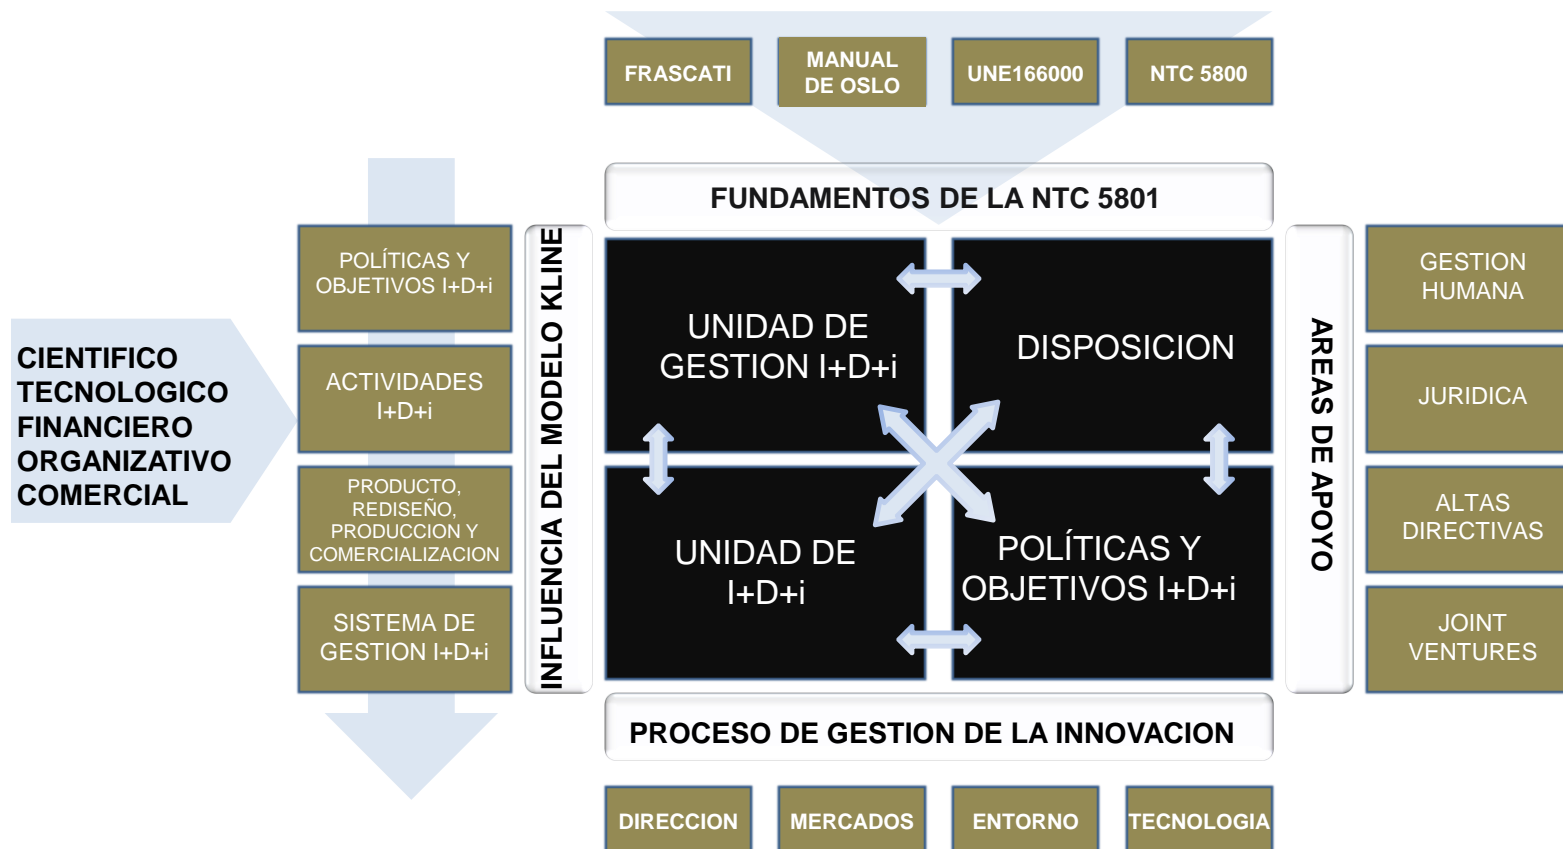 FRASCATI
MANUAL
DE OSLO
UNE166000
NTC 5800
FUNDAMENTOS DE LA NTC 5801
CIENTIFICO
TECNOLOGICO
FINANCIERO
ORGANIZATIVO
COMERCIAL
POLÍTICAS Y
OBJETIVOS I+D+i
ACTIVIDADES
I+D+i
PRODUCTO,
REDISEÑO,
PRODUCCION Y
COMERCIALIZACION
SISTEMA DE
GESTION I+D+i
INFLUENCIA DEL MODELO KLINE
UNIDAD DE
GESTION I+D+i
DISPOSICION
UNIDAD DE
I+D+i
POLÍTICAS Y
OBJETIVOS I+D+i
AREAS DE APOYO
GESTION
HUMANA
JURIDICA
ALTAS
DIRECTIVAS
JOINT
VENTURES
PROCESO DE GESTION DE LA INNOVACION
DIRECCION
MERCADOS
ENTORNO
TECNOLOGIA